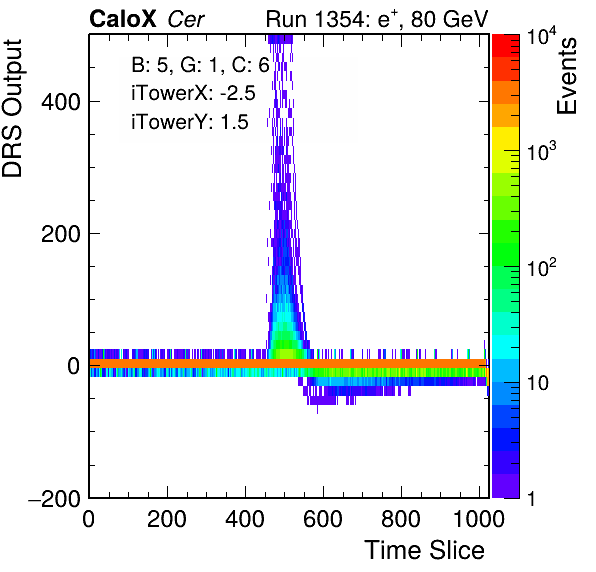 CaloX Cer Run 1354: e+, 80 GeV
B: 5, G: 1, C: 6
iTowerX: -2.5
iTowerY: 1.5
DRS Output
400
200
0
−200
0 200 400 600 800 1000
Time Slice
Events
10^4
10^3
10^2
10
1